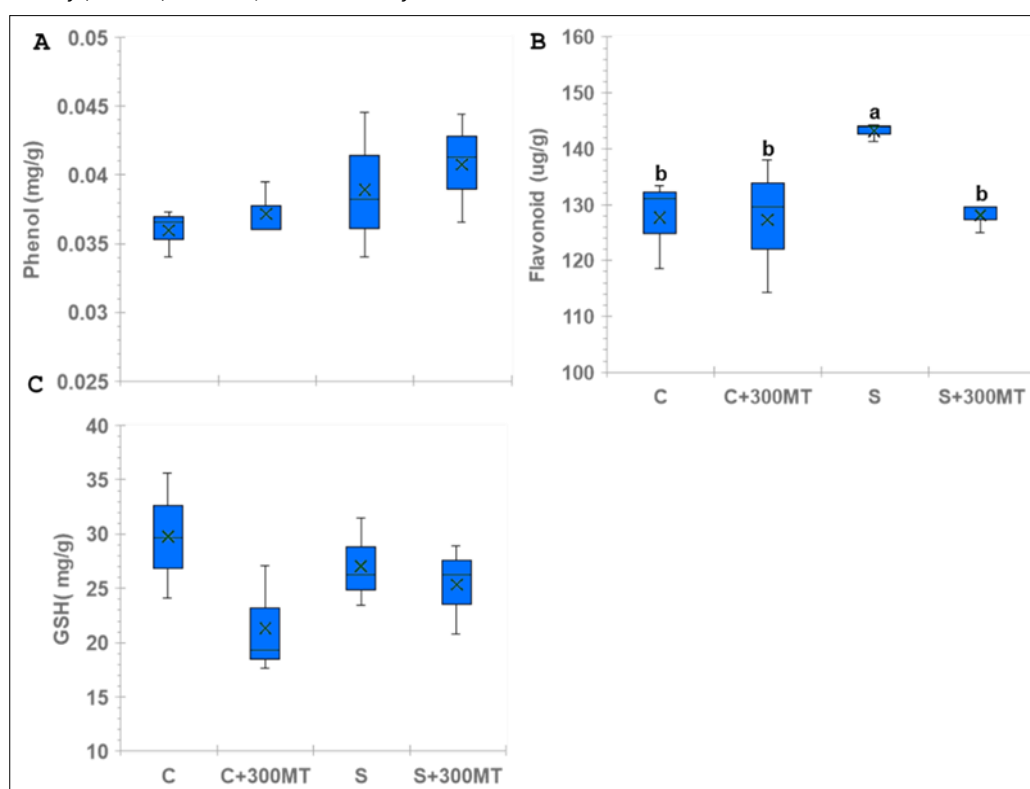 A
Phenol (mg/g)
0.05
0.045
0.04
0.035
0.03
0.025
B
Flavonoid (ug/g)
160
150
140
130
120
110
100
b
b
a
b
C
C+300MT
S
S+300MT
C
GSH( mg/g)
40
35
30
25
20
15
10
C
C+300MT
S
S+300MT